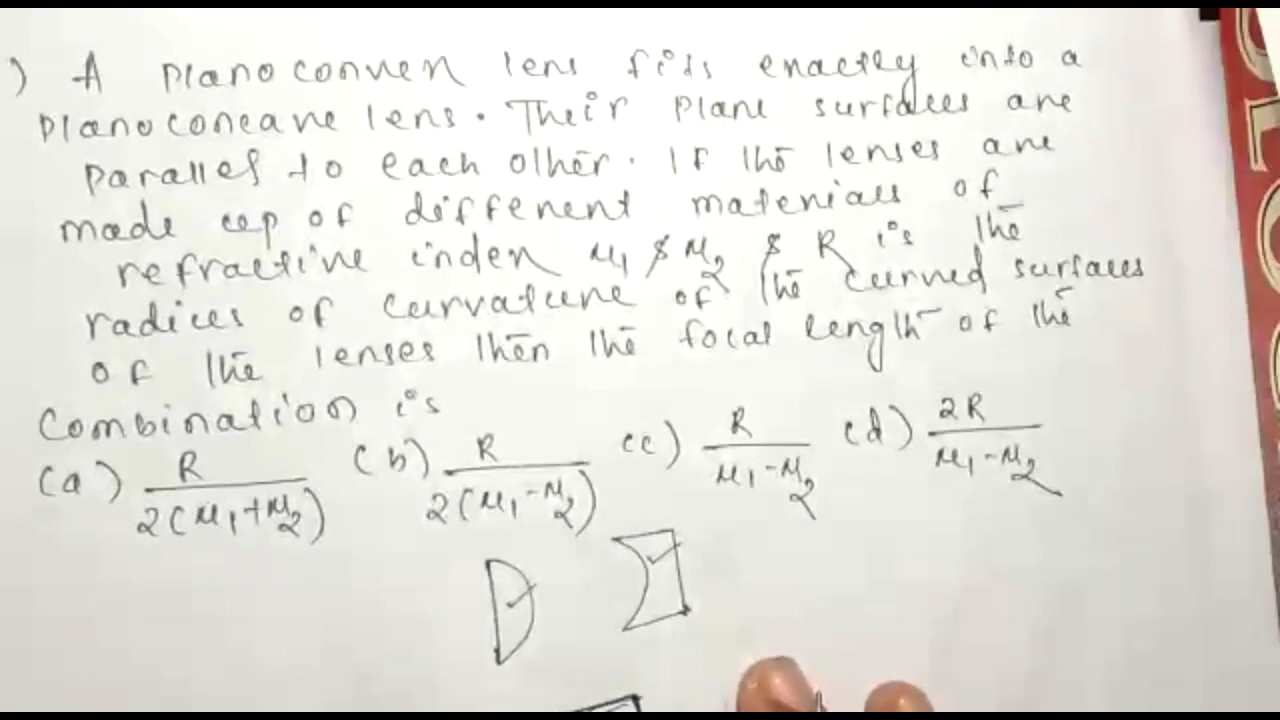 ) A planoconvex lens fits exactly into a
planoconcave lens. Their plane surfaces are
parallel to each other. If the lenses are
made up of different materials of
refractive index μ₁ & μ₂ & R is the
radius of curvature of the curved surfaces
of the lenses then the focal length of the
Combination is
(a) R/2(μ₁+μ₂) (b) R/2(μ₁-μ₂) (c) R/μ₁-μ₂ (d) 2R/μ₁-μ₂